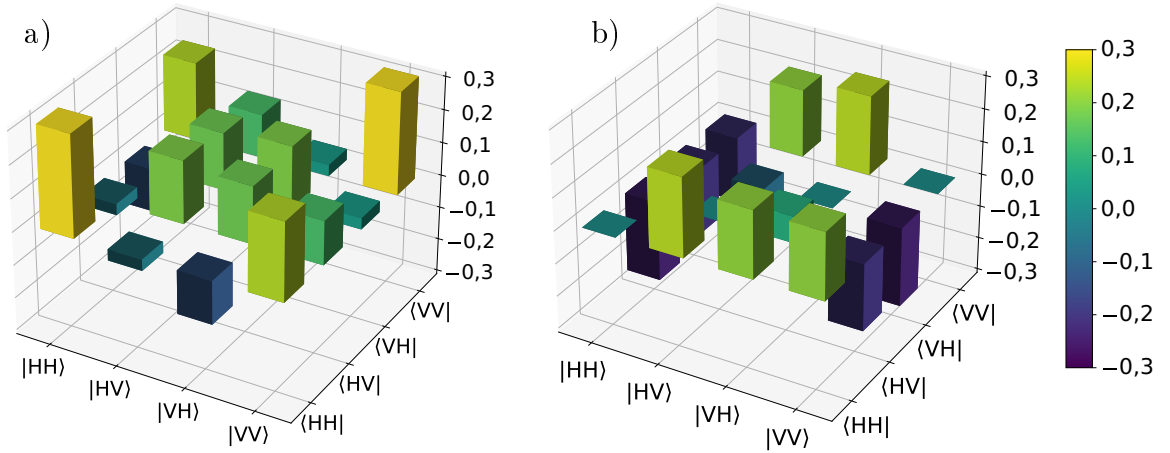 a)
0,3
0,2
0,1
0,0
−0,1
−0,2
−0,3
|HH⟩
|HV⟩
|VH⟩
|VV⟩
⟨HH|
⟨HV|
⟨VH|
⟨VV|
b)
0,3
0,2
0,1
0,0
−0,1
−0,2
−0,3
|HH⟩
|HV⟩
|VH⟩
|VV⟩
⟨HH|
⟨HV|
⟨VH|
⟨VV|
0,3
0,2
0,1
0,0
−0,1
−0,2
−0,3